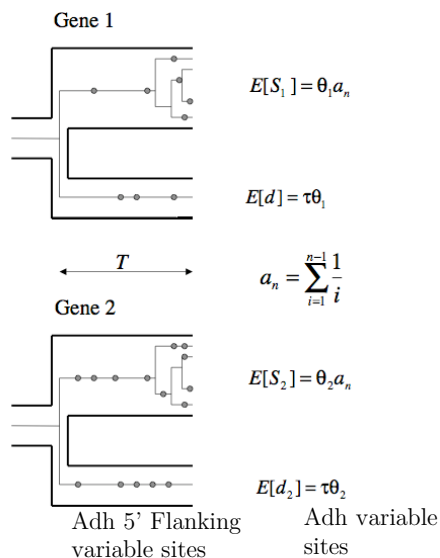 Gene 1
E[S₁] = θ₁aₙ
E[d] = τθ₁
T
aₙ = ∑ᵢ₌₁ⁿ⁻¹ 1/i
Gene 2
E[S₂] = θ₂aₙ
E[d₂] = τθ₂
Adh 5' Flanking
variable sites
Adh variable
sites